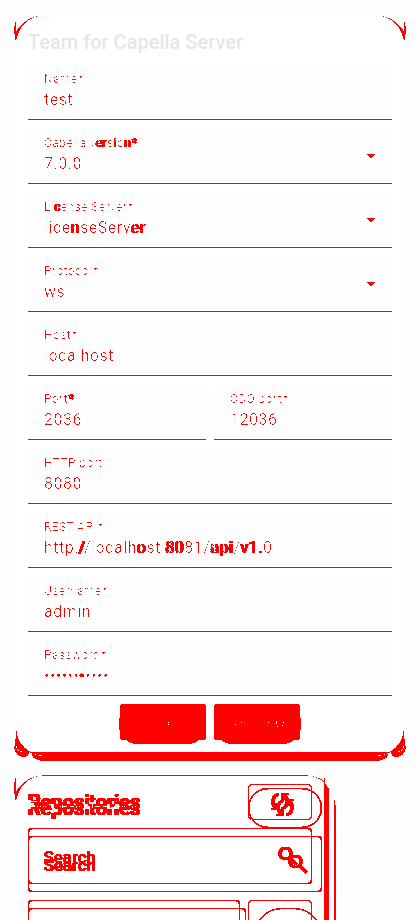 Team for Capella Server
Name*
test
Capella version*
7.0.0
License Server*
licenseServer
Protocol*
ws
Host*
localhost
Port*
CDO port*
2036
12036
HTTP port
8080
REST API *
http://localhost:8081/api/v1.0
Username*
admin
Password*
Repositories
Search